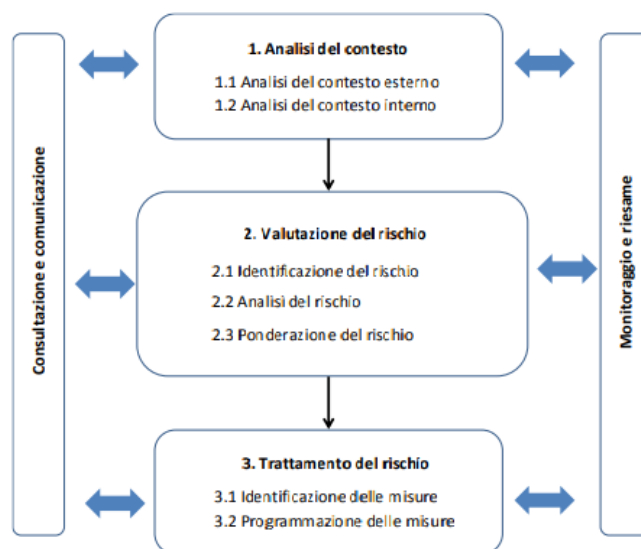 Consultazione e comunicazione
1. Analisi del contesto
1.1 Analisi del contesto esterno
1.2 Analisi del contesto interno
2. Valutazione del rischio
2.1 Identificazione del rischio
2.2 Analisi del rischio
2.3 Ponderazione del rischio
3. Trattamento del rischio
3.1 Identificazione delle misure
3.2 Programmazione delle misure
Monitoraggio e riesame